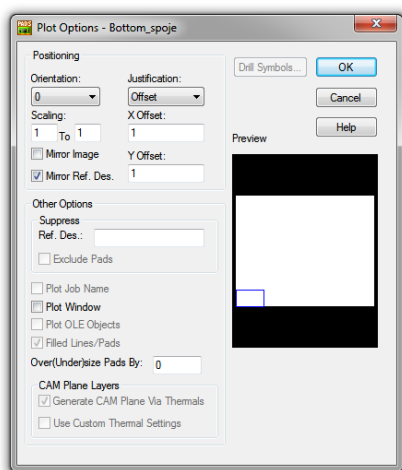 PADS
Plot Options - Bottom_spoje
Positioning
Orientation: Justification:
0 Offset
Scaling: X Offset:
1 To 1 1
Mirror Image Y Offset:
Mirror Ref. Des. 1
Drill Symbols... OK
Cancel
Help
Preview
Other Options
Suppress
Ref. Des.:
Exclude Pads
Plot Job Name
Plot Window
Plot OLE Objects
Filled Lines/Pads
Over(Under)size Pads By: 0
CAM Plane Layers
Generate CAM Plane Via Thermals
Use Custom Thermal Settings